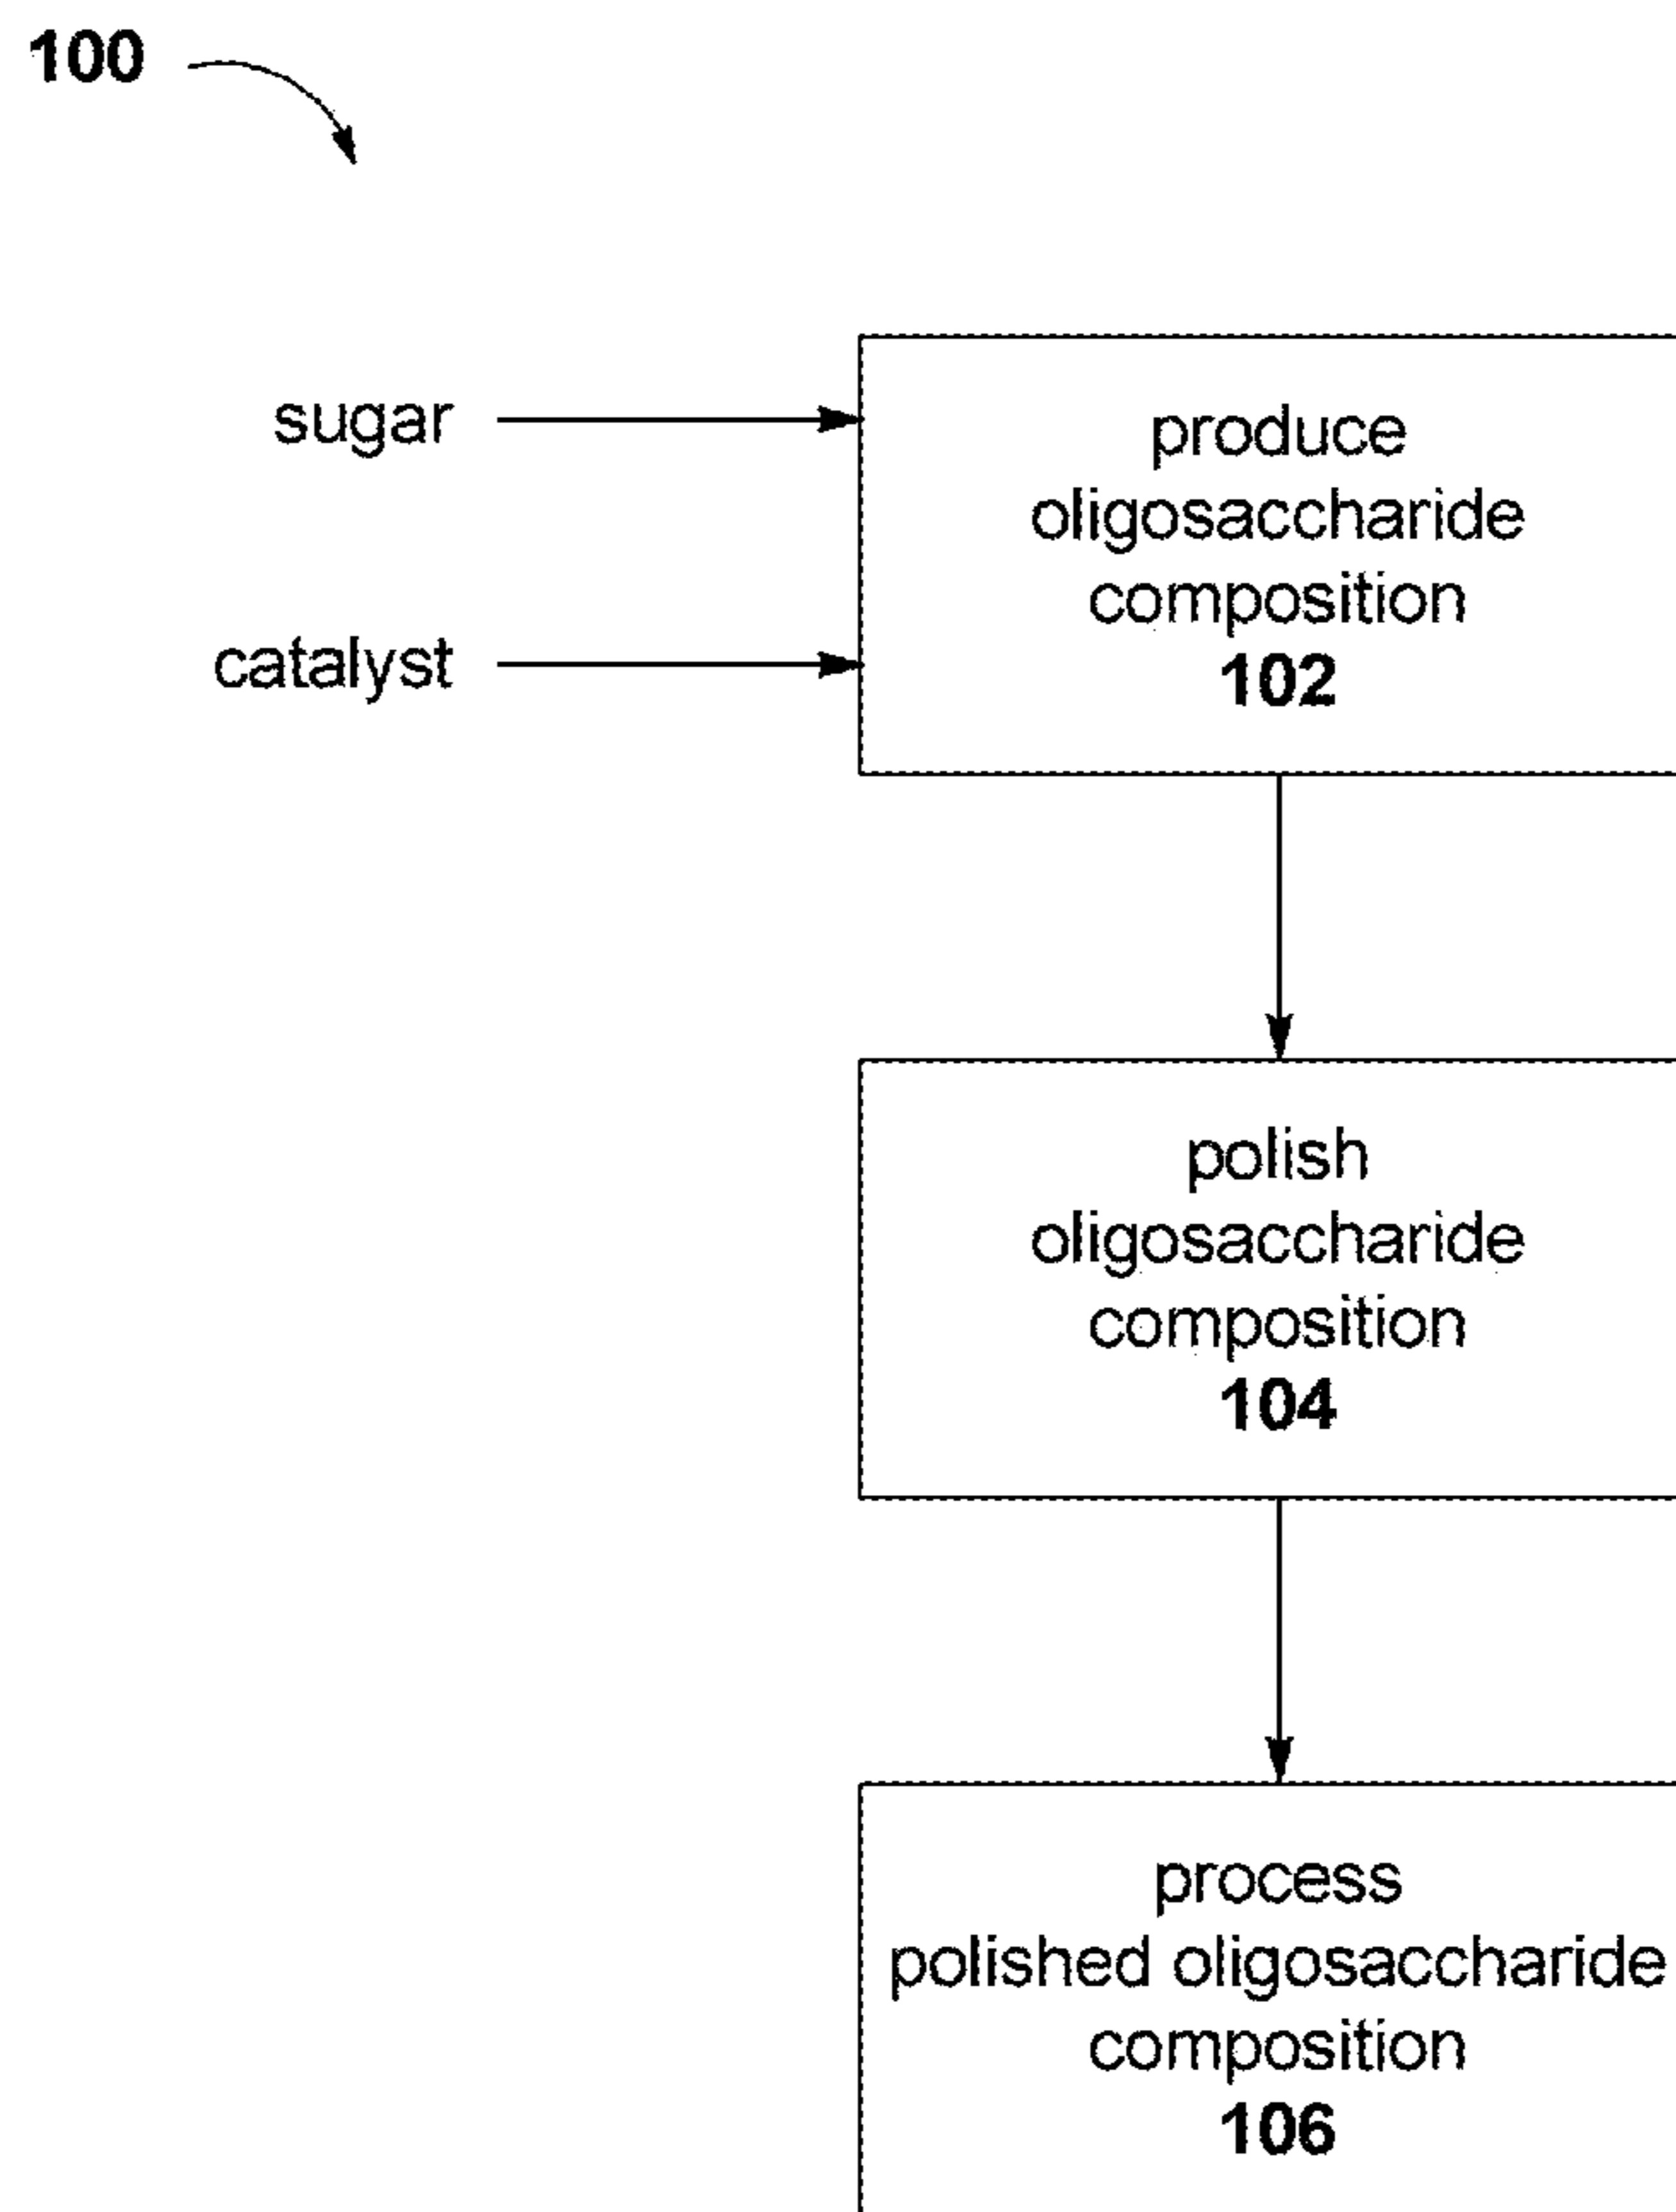 100
sugar
catalyst
produce
oligosaccharide
composition
102
polish
oligosaccharide
composition
104
process
polished oligosaccharide
composition
106